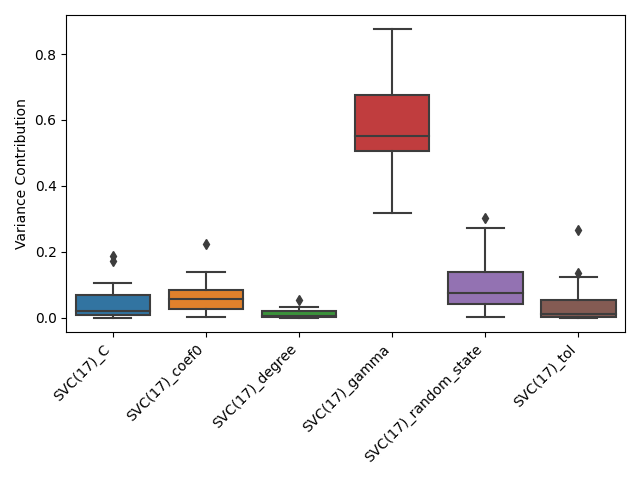 Variance Contribution
0.8
0.6
0.4
0.2
0.0
SVC(17)_C
SVC(17)_coef0
SVC(17)_degree
SVC(17)_gamma
SVC(17)_random_state
SVC(17)_tol